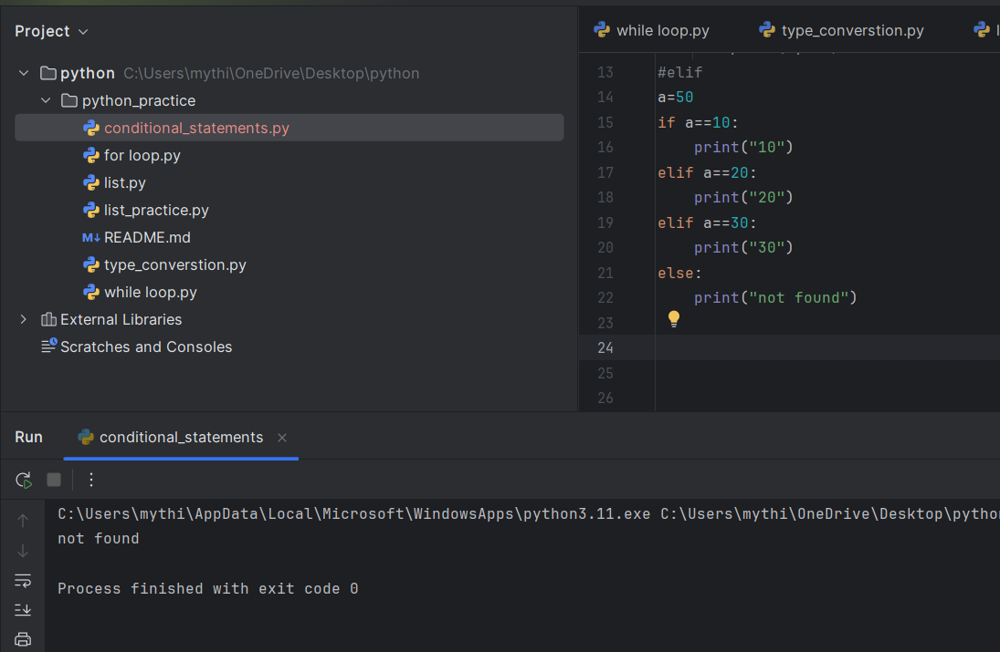 Project
python C:\Users\mythi\OneDrive\Desktop\python
python_practice
conditional_statements.py
for loop.py
list.py
list_practice.py
M↓ README.md
type_converstion.py
while loop.py
External Libraries
Scratches and Consoles
while loop.py type_converstion.py
13 #elif
14 a=50
15 if a==10:
16 print("10")
17 elif a==20:
18 print("20")
19 elif a==30:
20 print("30")
21 else:
22 print("not found")
23
24
25
26
Run conditional_statements ×
C:\Users\mythi\AppData\Local\Microsoft\WindowsApps\python3.11.exe C:\Users\mythi\OneDrive\Desktop\python
not found
Process finished with exit code 0